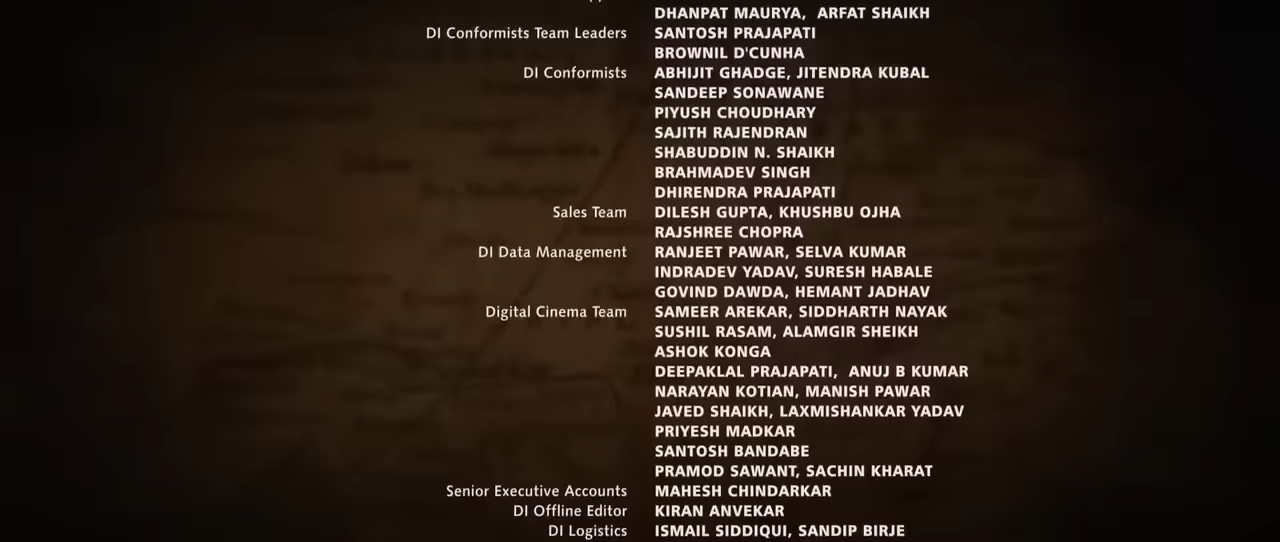 DHANPAT MAURYA, ARFAT SHAIKH
DI Conformists Team Leaders SANTOSH PRAJAPATI
BROWNIL D'CUNHA
DI Conformists ABHIJIT GHADGE, JITENDRA KUBAL
SANDEEP SONAWANE
PIYUSH CHOUDHARY
SAJITH RAJENDRAN
SHABUDDIN N. SHAIKH
BRAHMADEV SINGH
DHIRENDRA PRAJAPATI
Sales Team DILESH GUPTA, KHUSHBU OJHA
RAJSHREE CHOPRA
DI Data Management RANJEET PAWAR, SELVA KUMAR
INDRADEV YADAV, SURESH HABALE
GOVIND DAWDA, HEMANT JADHAV
Digital Cinema Team SAMEER AREKAR, SIDDHARTH NAYAK
SUSHIL RASAM, ALAMGIR SHEIKH
ASHOK KONGA
DEEPAKLAL PRAJAPATI, ANUJ B KUMAR
NARAYAN KOTIAN, MANISH PAWAR
JAVED SHAIKH, LAXMISHANKAR YADAV
PRIYESH MADKAR
SANTOSH BANDABE
PRAMOD SAWANT, SACHIN KHARAT
Senior Executive Accounts MAHESH CHINDARKAR
DI Offline Editor KIRAN ANVEKAR
DI Logistics ISMAIL SIDDIQUI, SANDIP BIRJE